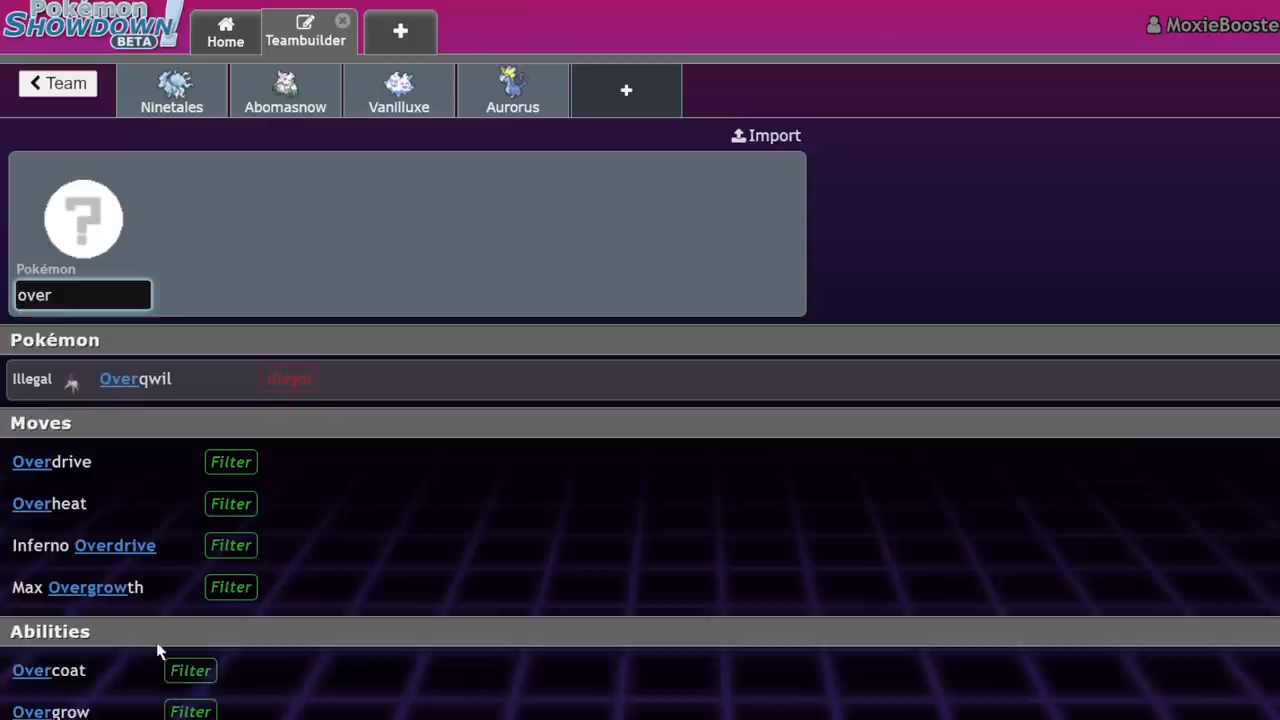 Pokémon
SHOWDOWN!
BETA
Home
Teambuilder
MoxieBooste
Team
Ninetales
Abomasnow
Vanilluxe
Aurorus
Import
Pokémon
over
Pokémon
Illegal Overqwil Illegal
Moves
Overdrive Filter
Overheat Filter
Inferno Overdrive Filter
Max Overgrowth Filter
Abilities
Overcoat Filter
Overgrow Filter